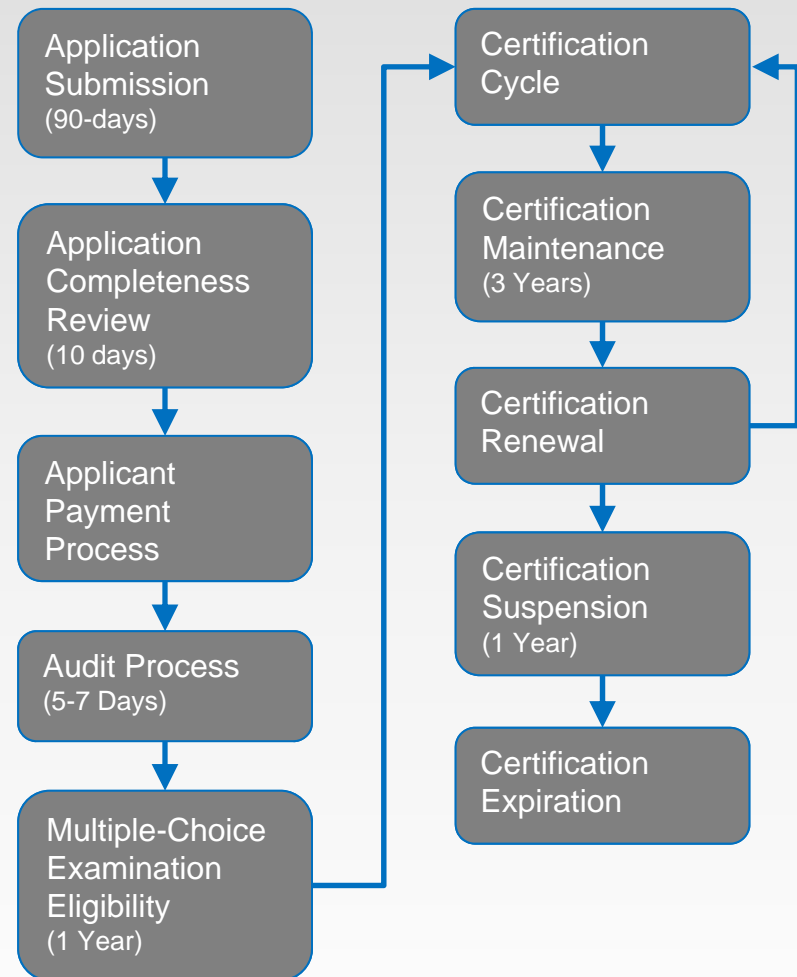 Application
Submission
(90-days)
Application
Completeness
Review
(10 days)
Applicant
Payment
Process
Audit Process
(5-7 Days)
Multiple-Choice
Examination
Eligibility
(1 Year)
Certification
Cycle
Certification
Maintenance
(3 Years)
Certification
Renewal
Certification
Suspension
(1 Year)
Certification
Expiration